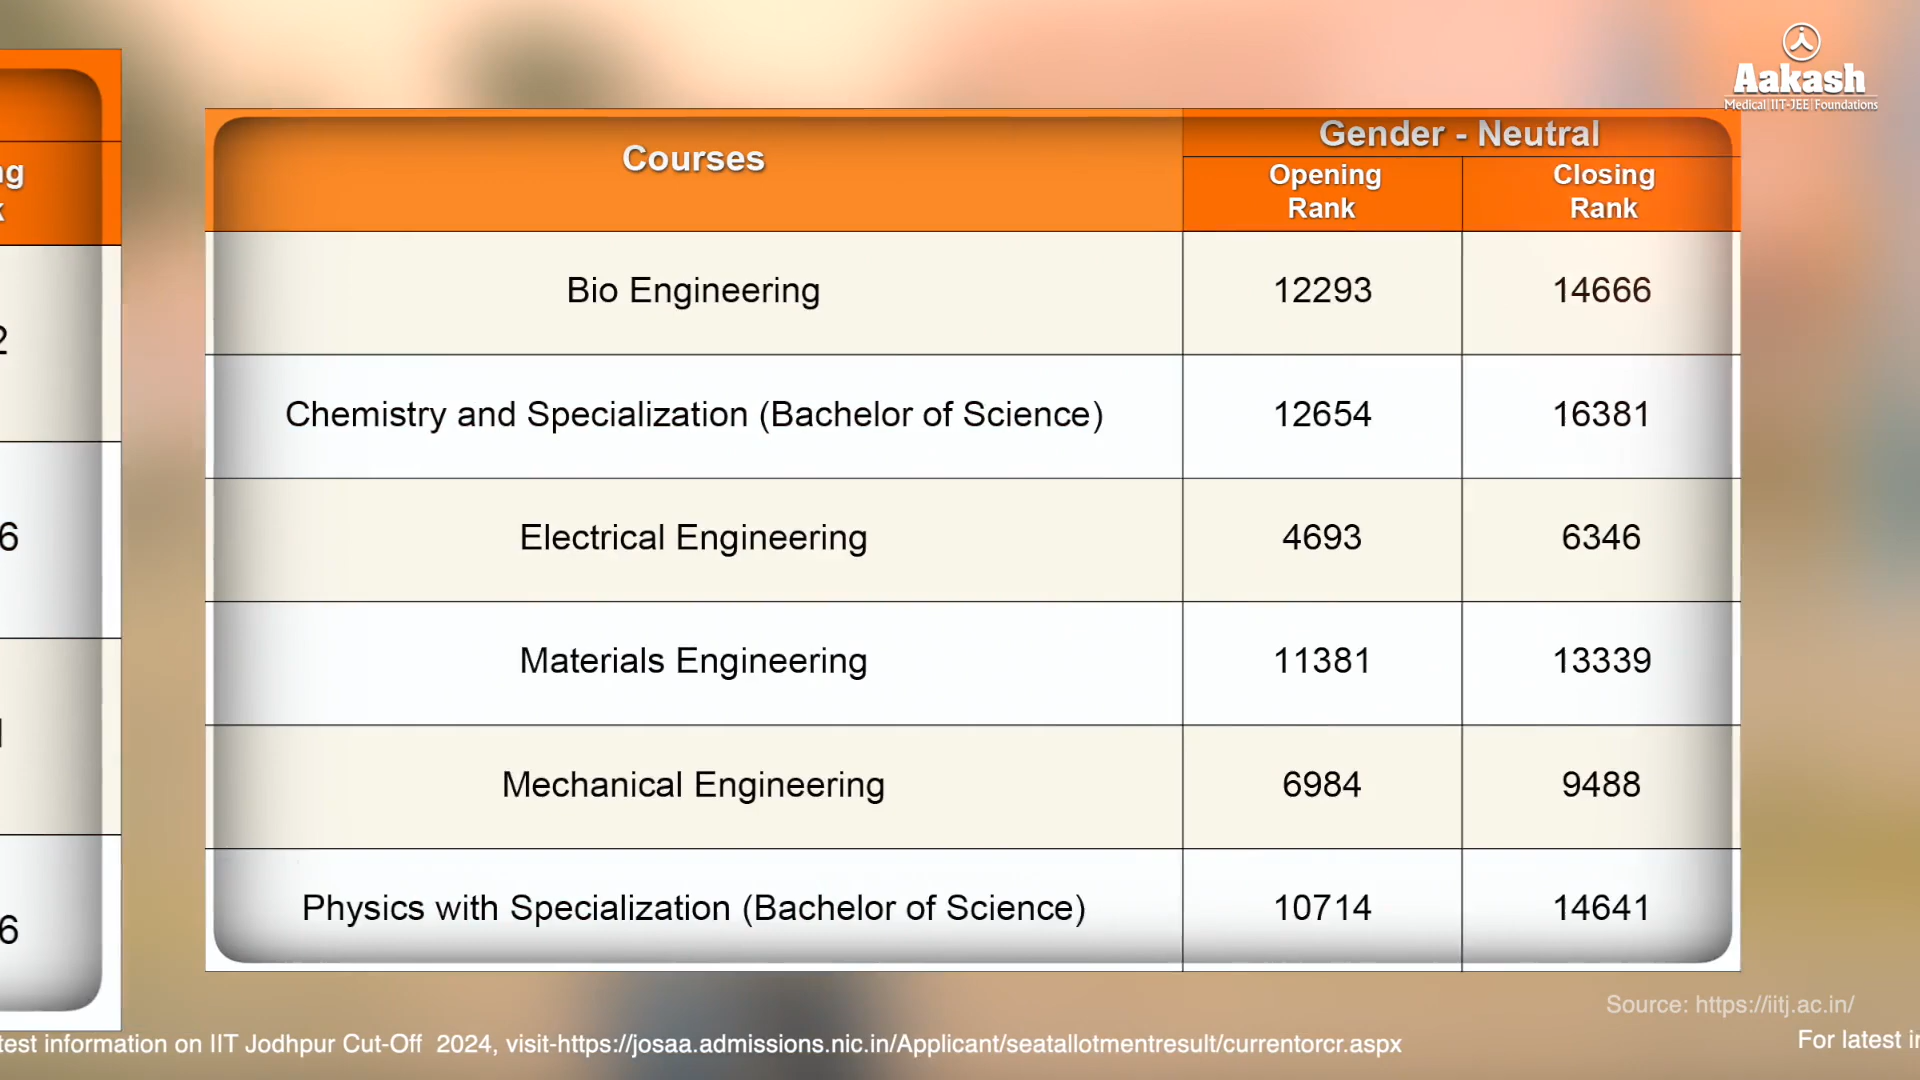 Aakash
Medical|IIT-JEE|Foundations
Courses
Gender - Neutral
Opening Rank
Closing Rank
Bio Engineering 12293 14666
Chemistry and Specialization (Bachelor of Science) 12654 16381
Electrical Engineering 4693 6346
Materials Engineering 11381 13339
Mechanical Engineering 6984 9488
Physics with Specialization (Bachelor of Science) 10714 14641
Source: https://iitj.ac.in/
information on IIT Jodhpur Cut-Off 2024, visit-https://josaa.admissions.nic.in/Applicant/seatallotmentresult/currentorcr.aspx
For latest